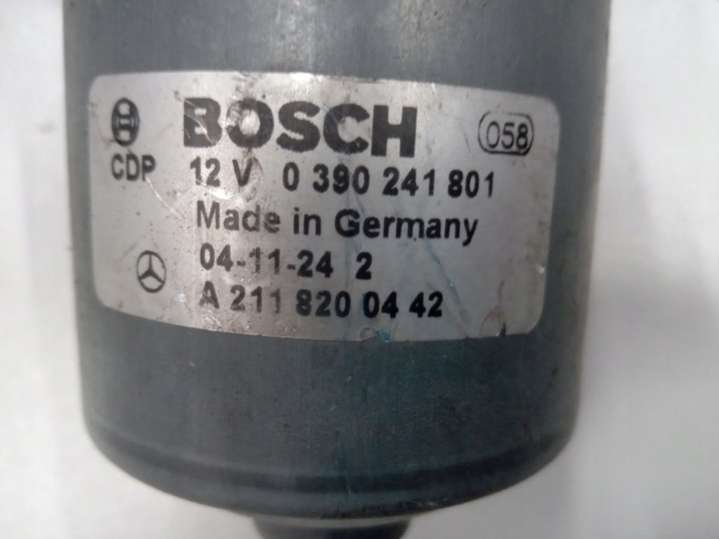 BOSCH 058
CDP 12 V 0 390 241 801
Made in Germany
04-11-24 2
A 211 820 04 42